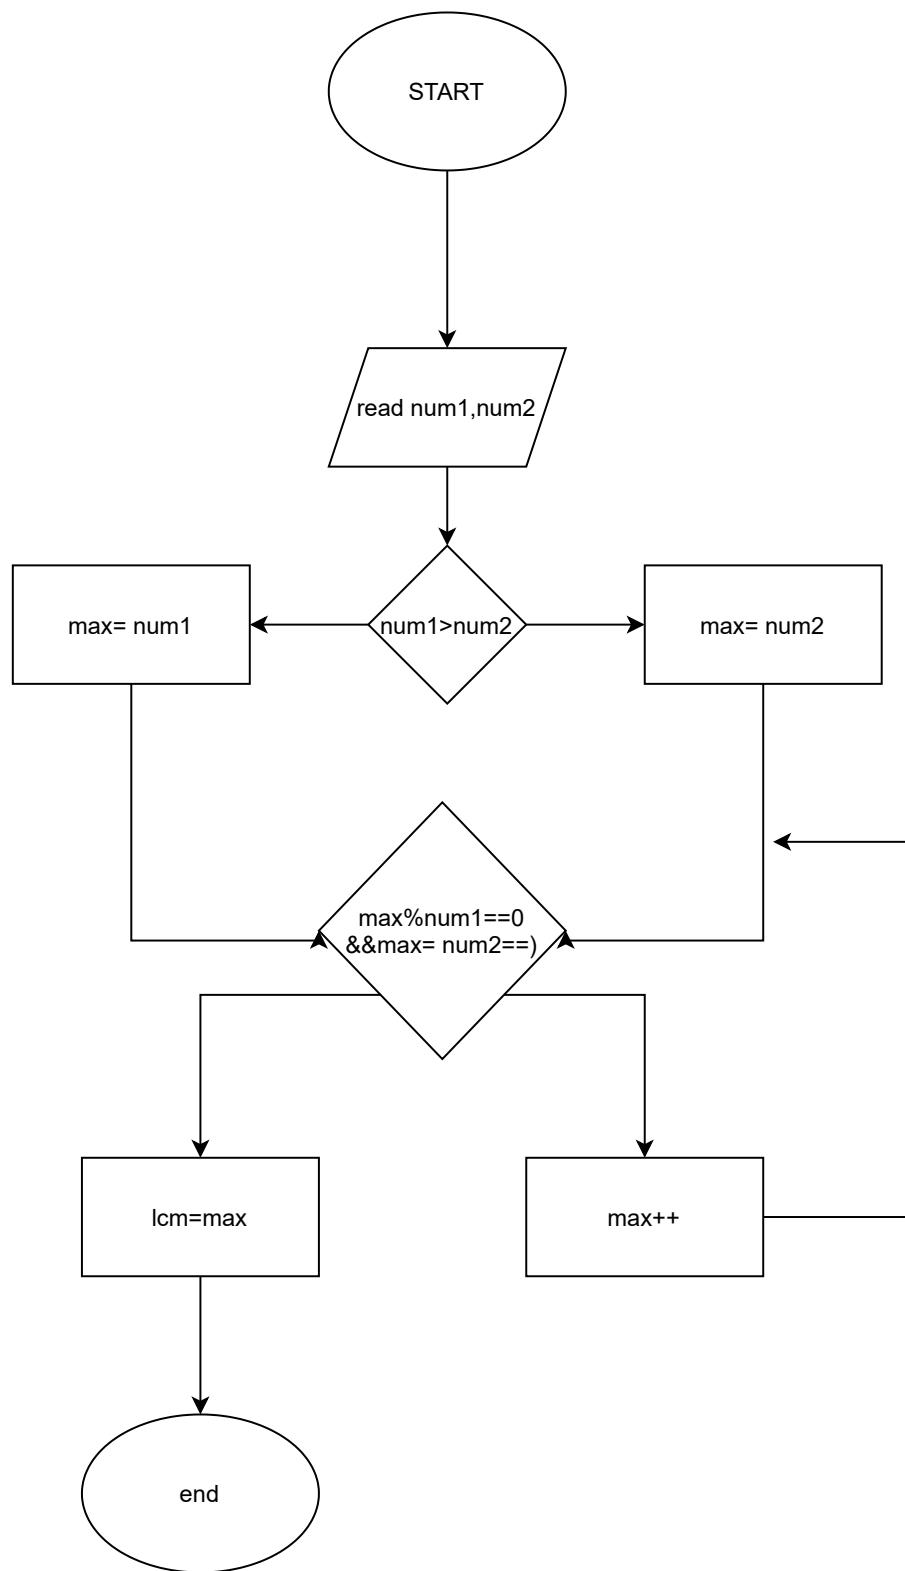 START
read num1,num2
max= num1
num1>num2
max= num2
max%num1==0
&&max= num2==)
lcm=max
max++
end